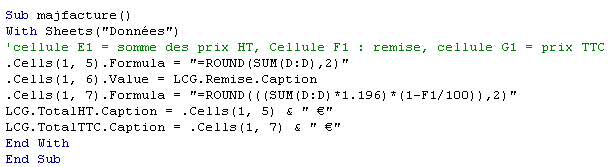 Sub majfacture()
With Sheets("Données")
'cellule E1 = somme des prix HT, Cellule F1 : remise, cellule G1 = prix TTC
.Cells(1, 5).Formula = "=ROUND(SUM(D:D),2)"
.Cells(1, 6).Value = LCG.Remise.Caption
.Cells(1, 7).Formula = "=ROUND(((SUM(D:D)*1.196)*(1-F1/100)),2)"
LCG.TotalHT.Caption = .Cells(1, 5) & " €"
LCG.TotalTTC.Caption = .Cells(1, 7) & " €"
End With
End Sub